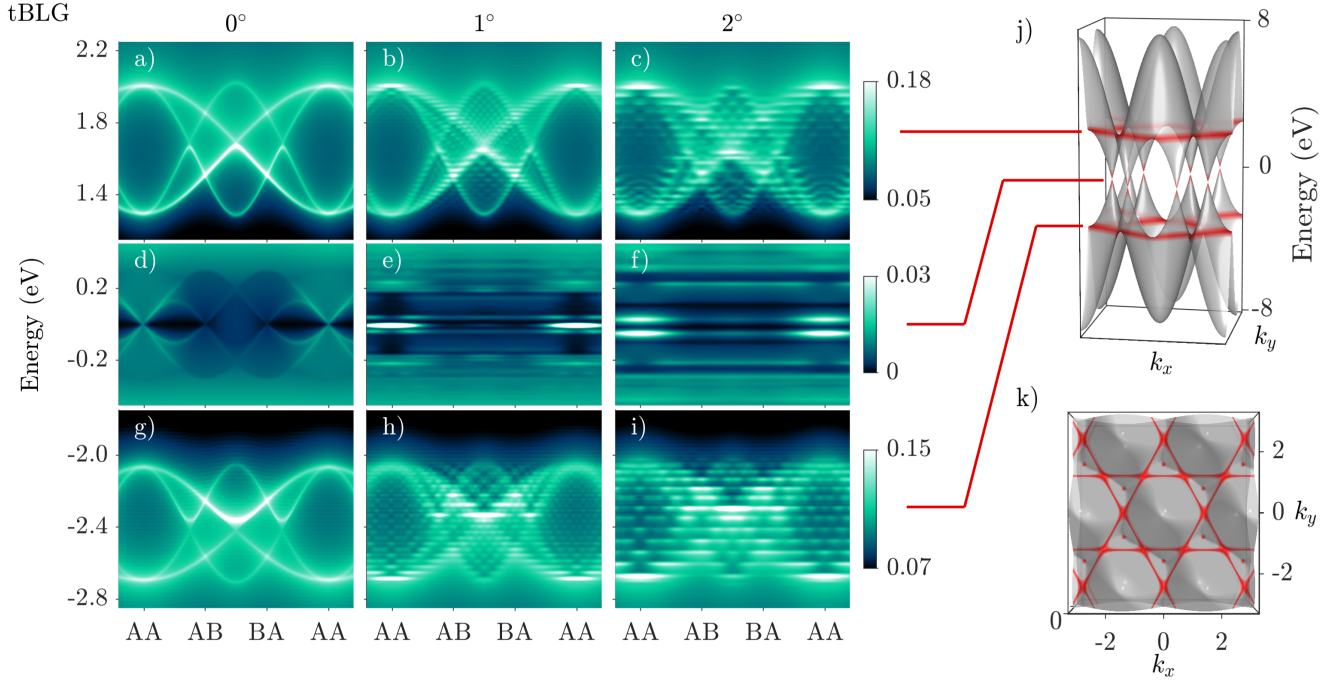 tBLG
0° 1° 2°
a) b) c)
2.2
1.8
1.4
0.18
0.05
d) e) f)
0.2
-0.2
0.03
0
Energy (eV)
g) h) i)
-2.0
-2.4
-2.8
0.15
0.07
AA AB BA AA AA AB BA AA AA AB BA AA
j)
8
0
-8
Energy (eV)
k_x
k_y
k)
2
0 k_y
-2
0
-2 0 2
k_x